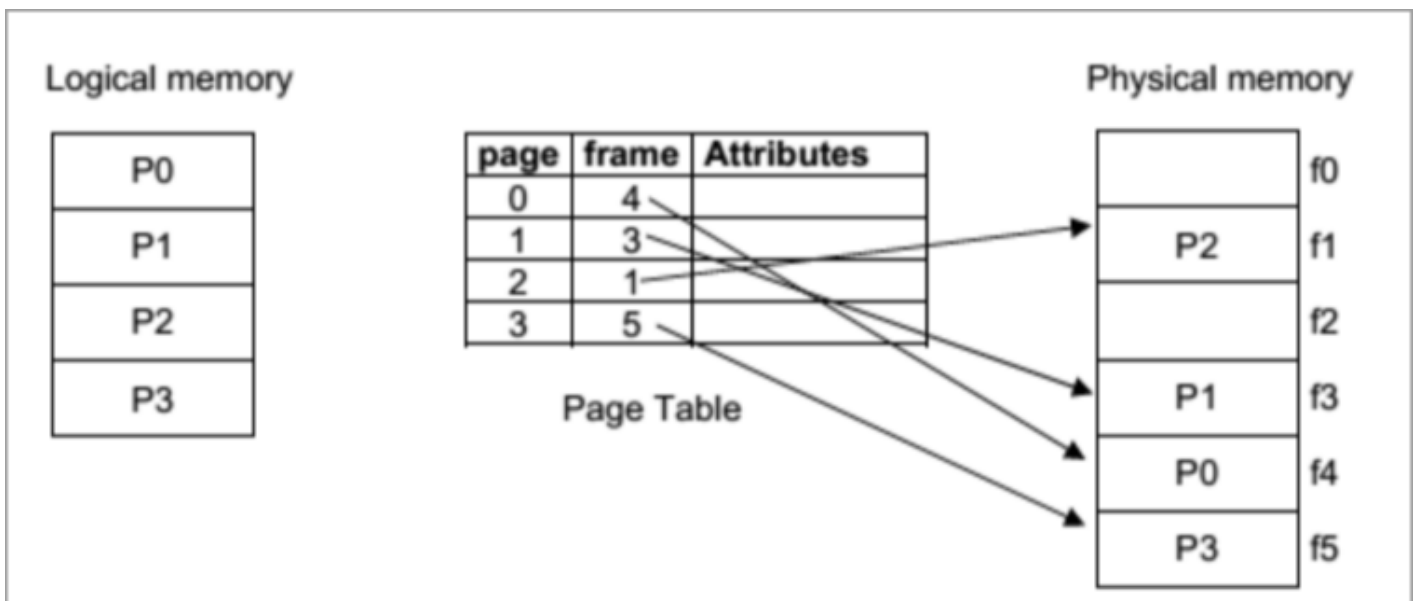 Logical memory
P0
P1
P2
P3
page frame Attributes
0 4
1 3
2 1
3 5
Page Table
Physical memory
f0
P2 f1
f2
P1 f3
P0 f4
P3 f5